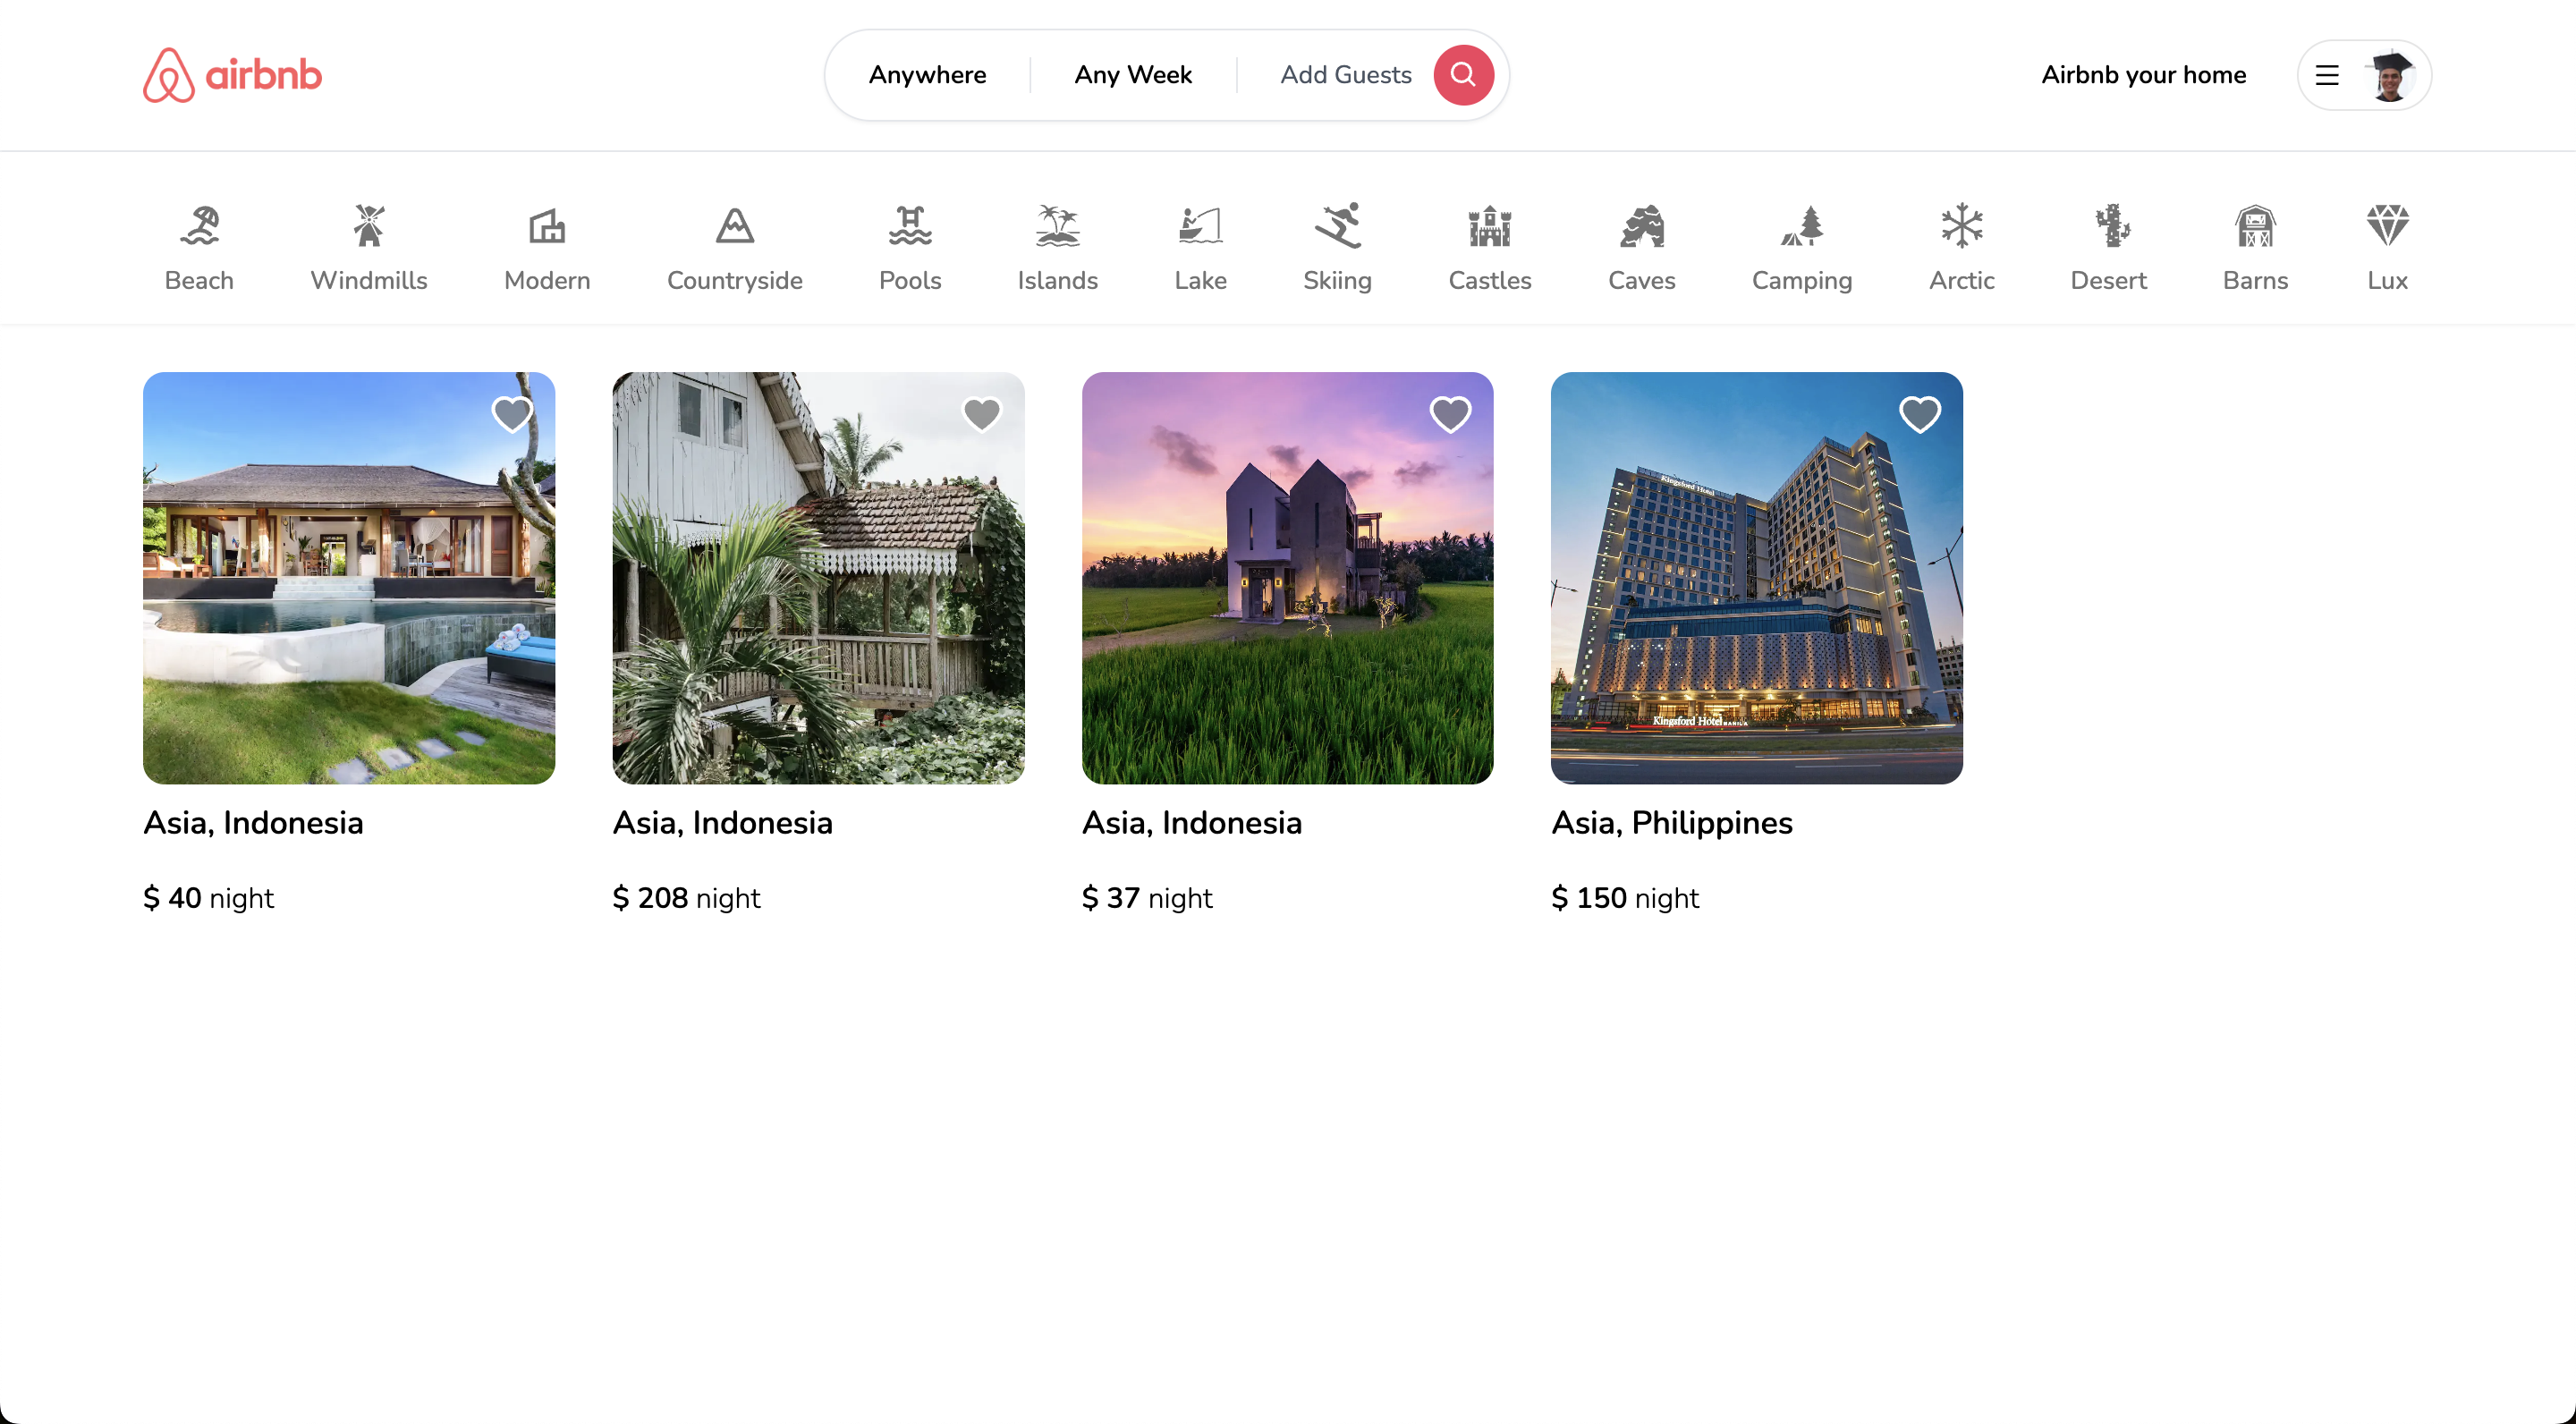 airbnb
Anywhere
Any Week
Add Guests
Airbnb your home
Beach
Windmills
Modern
Countryside
Pools
Islands
Lake
Skiing
Castles
Caves
Camping
Arctic
Desert
Barns
Lux
Kingsford Hotel
Kingsford Hotel MANILA
Asia, Indonesia
Asia, Indonesia
Asia, Indonesia
Asia, Philippines
$ 40 night
$ 208 night
$ 37 night
$ 150 night